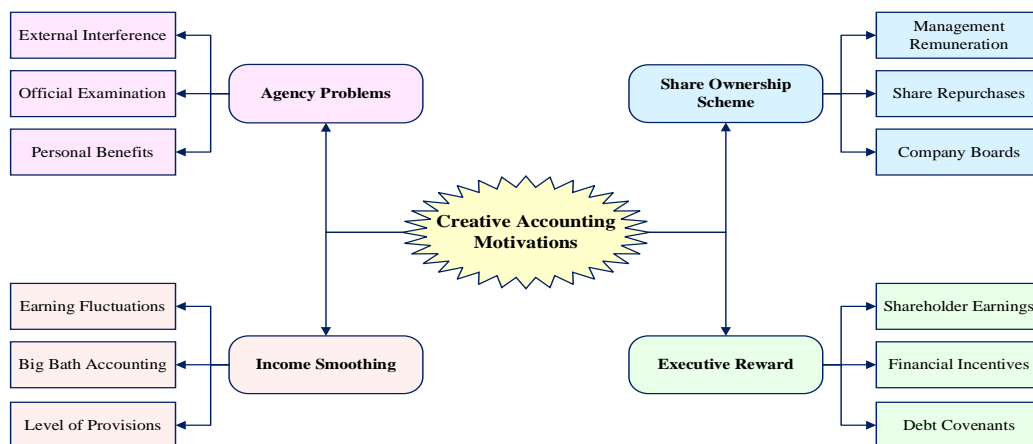 External Interference
Official Examination
Personal Benefits
Agency Problems
Share Ownership
Scheme
Management
Remuneration
Share Repurchases
Company Boards
Creative Accounting
Motivations
Earning Fluctuations
Big Bath Accounting
Level of Provisions
Income Smoothing
Executive Reward
Shareholder Earnings
Financial Incentives
Debt Covenants